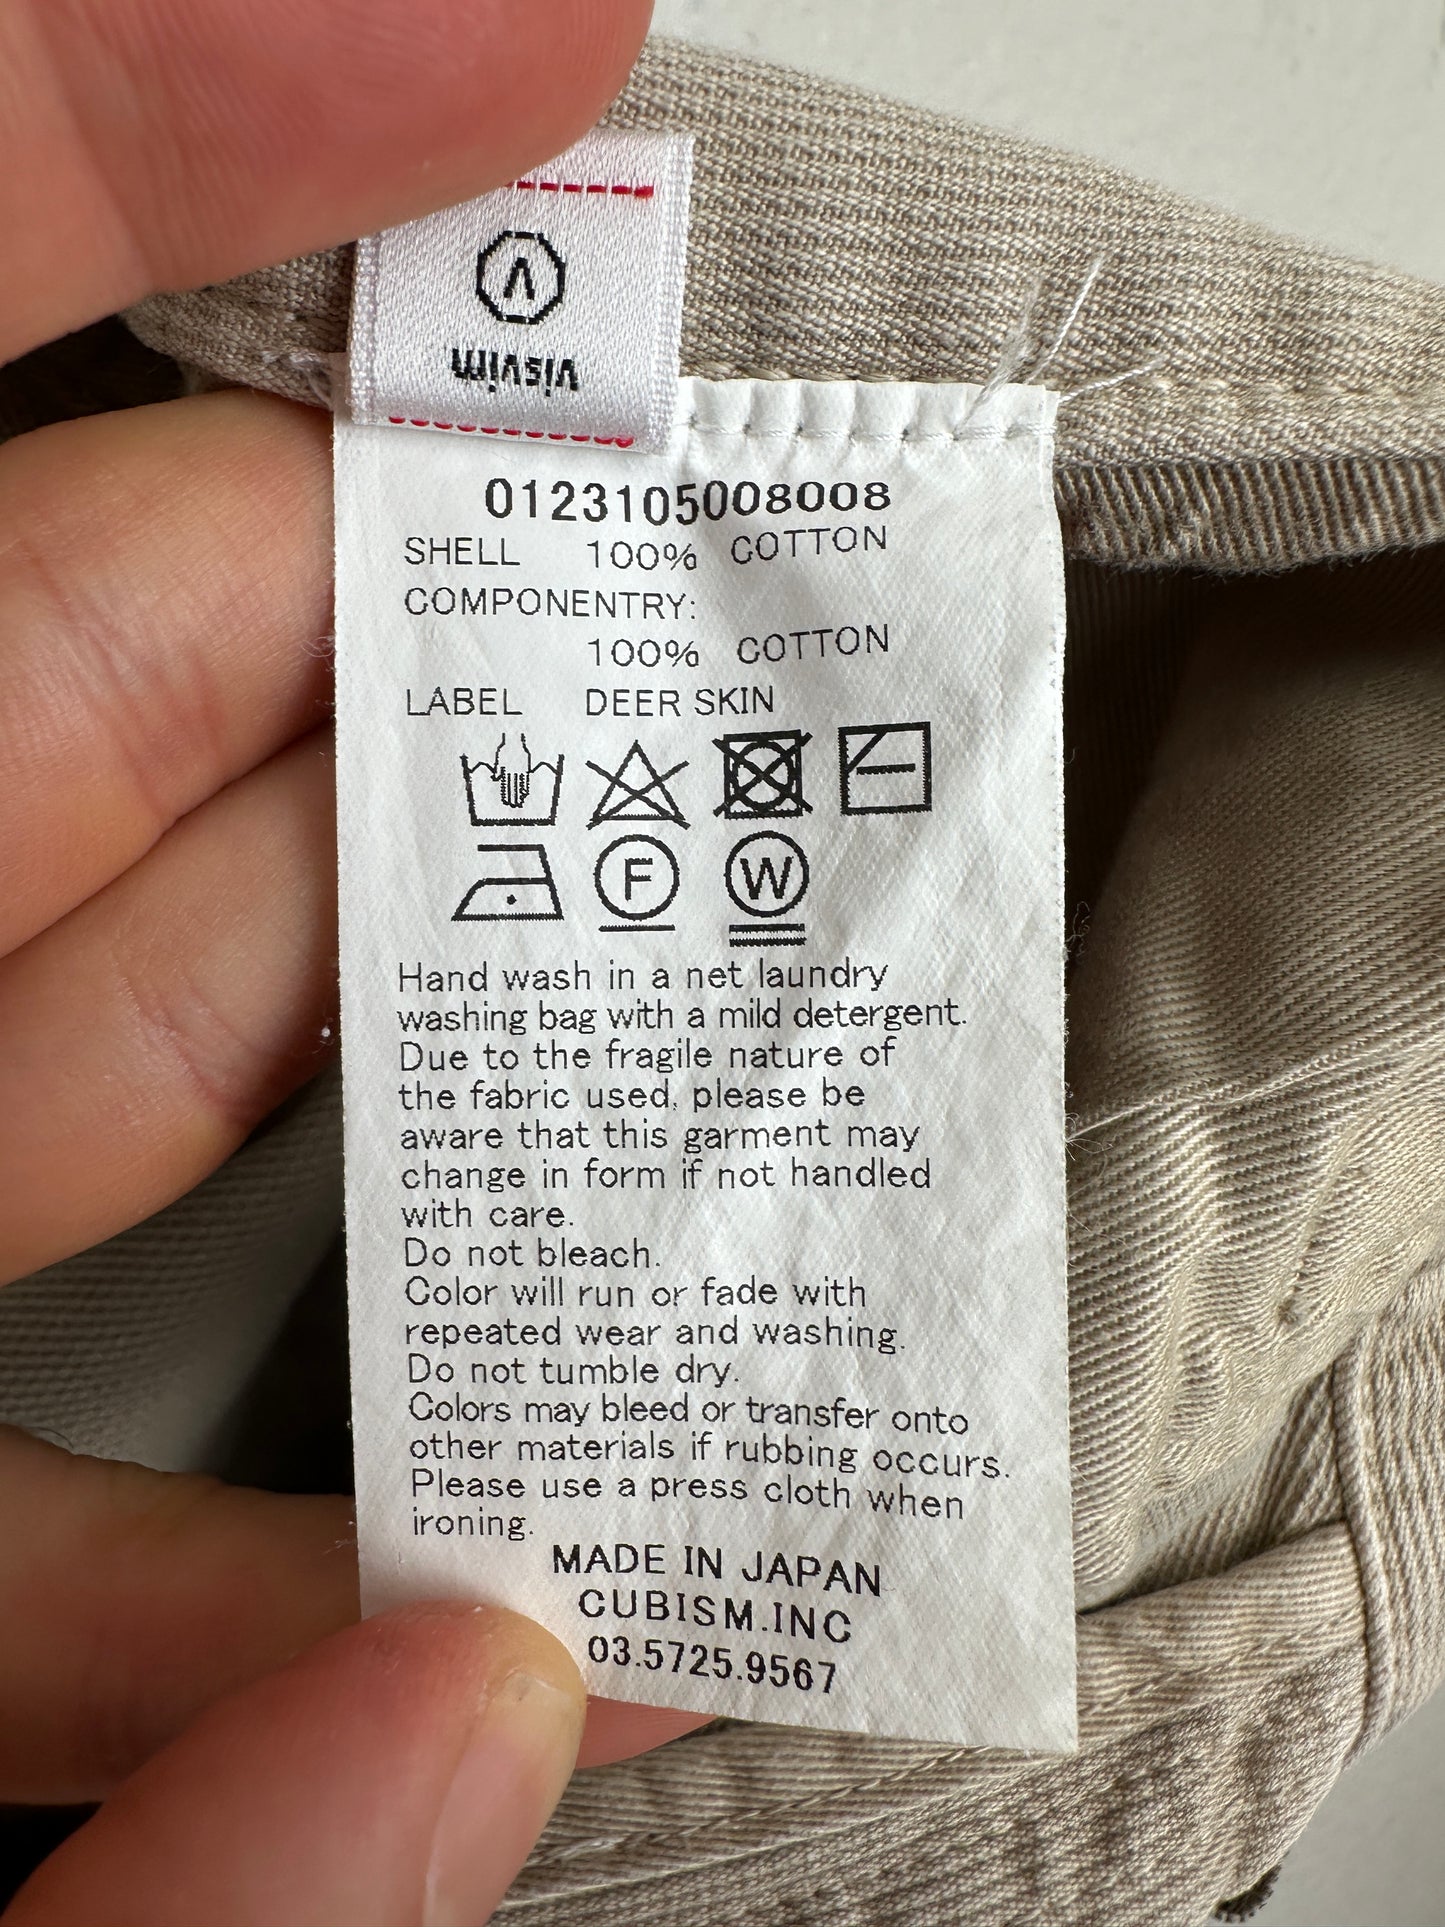 V
visvim
0123105008008
SHELL 100% COTTON
COMPONENTRY:
100% COTTON
LABEL DEER SKIN
F W
Hand wash in a net laundry
washing bag with a mild detergent.
Due to the fragile nature of
the fabric used, please be
aware that this garment may
change in form if not handled
with care.
Do not bleach.
Color will run or fade with
repeated wear and washing.
Do not tumble dry.
Colors may bleed or transfer onto
other materials if rubbing occurs.
Please use a press cloth when
ironing.
MADE IN JAPAN
CUBISM.INC
03.5725.9567